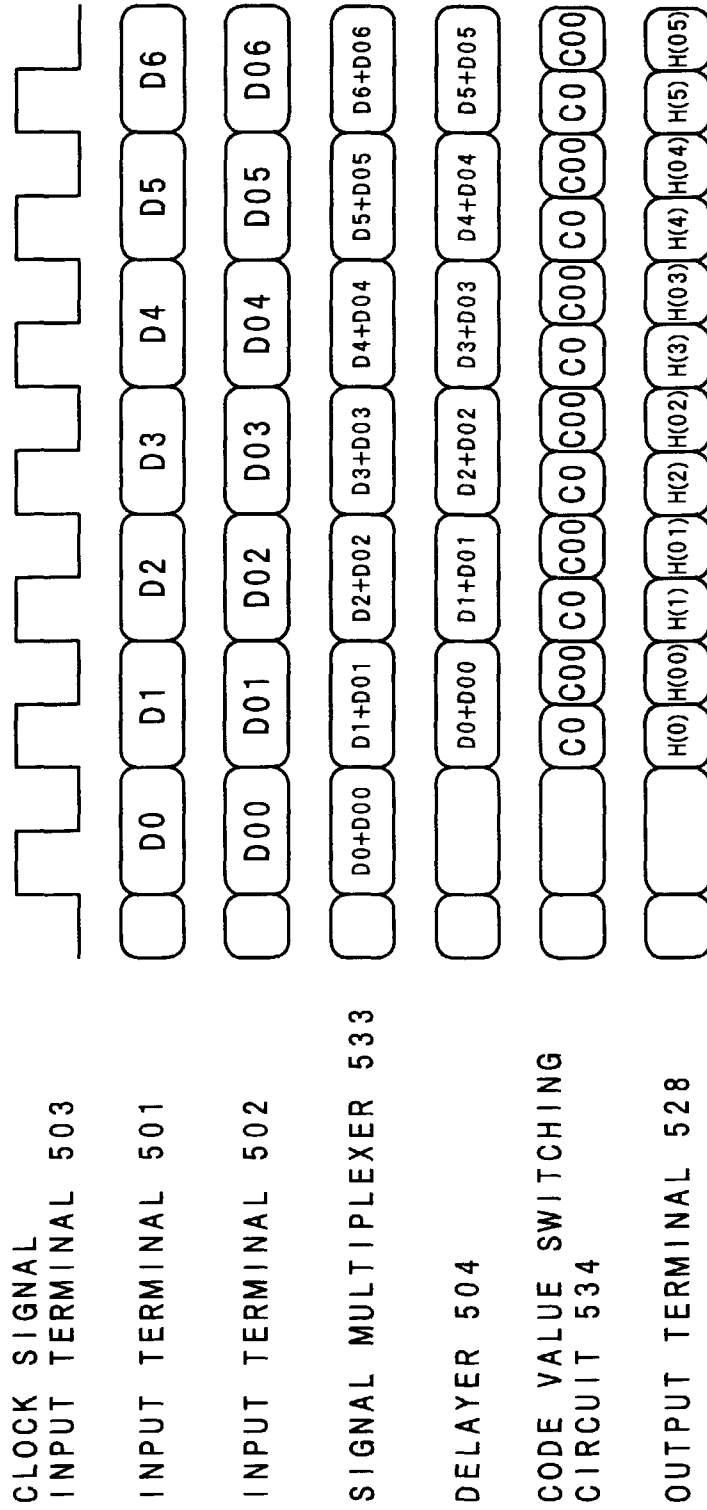 CLOCK SIGNAL
INPUT TERMINAL 503
INPUT TERMINAL 501
D0 D1 D2 D3 D4 D5 D6
INPUT TERMINAL 502
D00 D01 D02 D03 D04 D05 D06
SIGNAL MULTIPLEXER 533
D0+D00 D1+D01 D2+D02 D3+D03 D4+D04 D5+D05 D6+D06
DELAYER 504
D0+D00 D1+D01 D2+D02 D3+D03 D4+D04 D5+D05
CODE VALUE SWITCHING
CIRCUIT 534
C0 C00 C0 C00 C0 C00 C0 C00 C0 C00 C0 C00
OUTPUT TERMINAL 528
H(0) H(00) H(1) H(01) H(2) H(02) H(3) H(03) H(4) H(04) H(5) H(05)